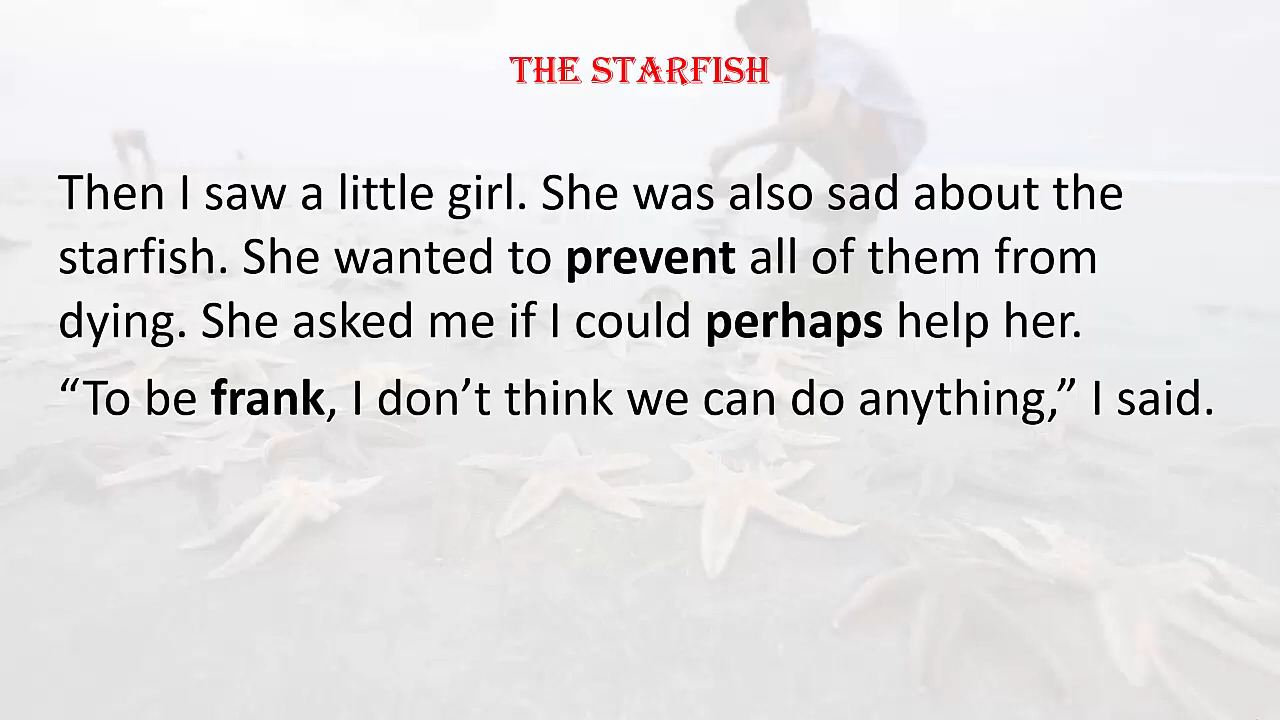 THE STARFISH
Then I saw a little girl. She was also sad about the
starfish. She wanted to prevent all of them from
dying. She asked me if I could perhaps help her.
“To be frank, I don’t think we can do anything,” I said.